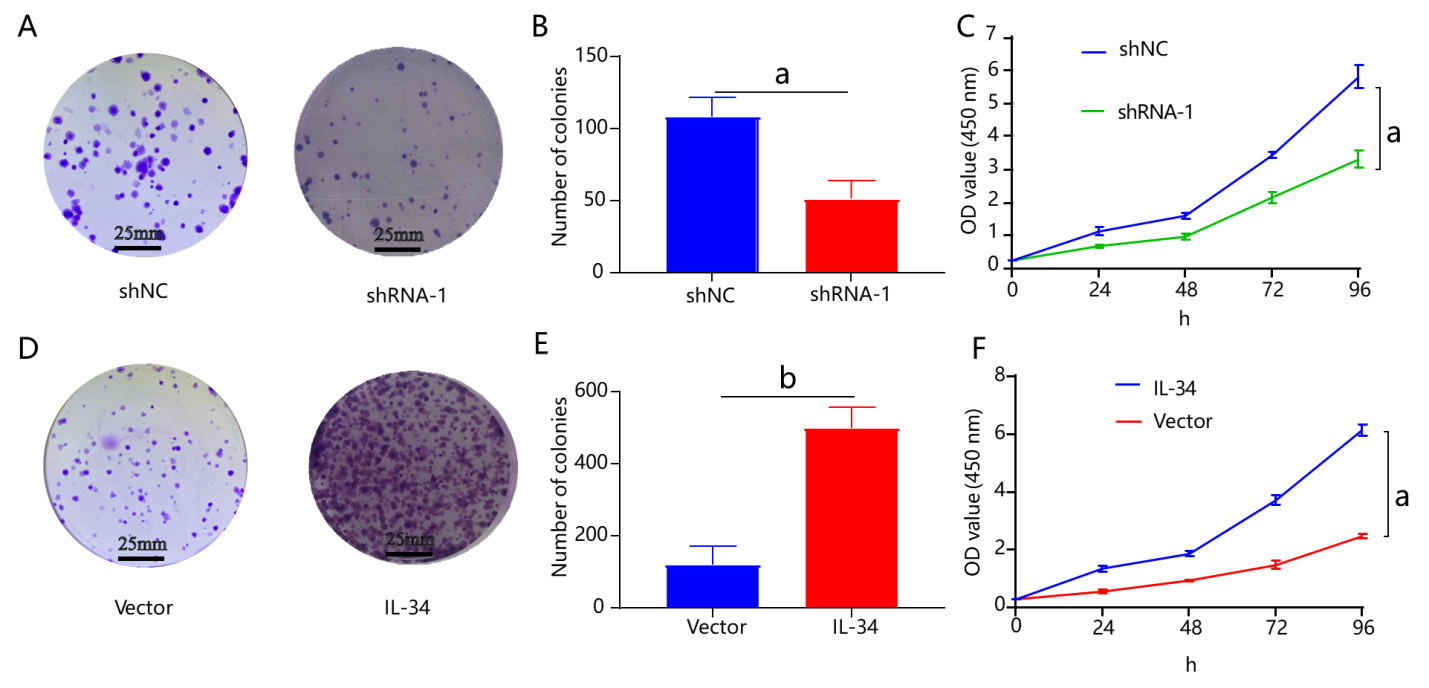 A
25mm
shNC
25mm
shRNA-1
B
Number of colonies
150
100
50
0
a
shNC
shRNA-1
C
OD value (450 nm)
7
6
5
4
3
2
1
0
shNC
shRNA-1
a
0
24
48
72
96
h
D
25mm
Vector
25mm
IL-34
E
Number of colonies
600
400
200
0
b
Vector
IL-34
F
OD value (450 nm)
8
6
4
2
0
IL-34
Vector
a
0
24
48
72
96
h